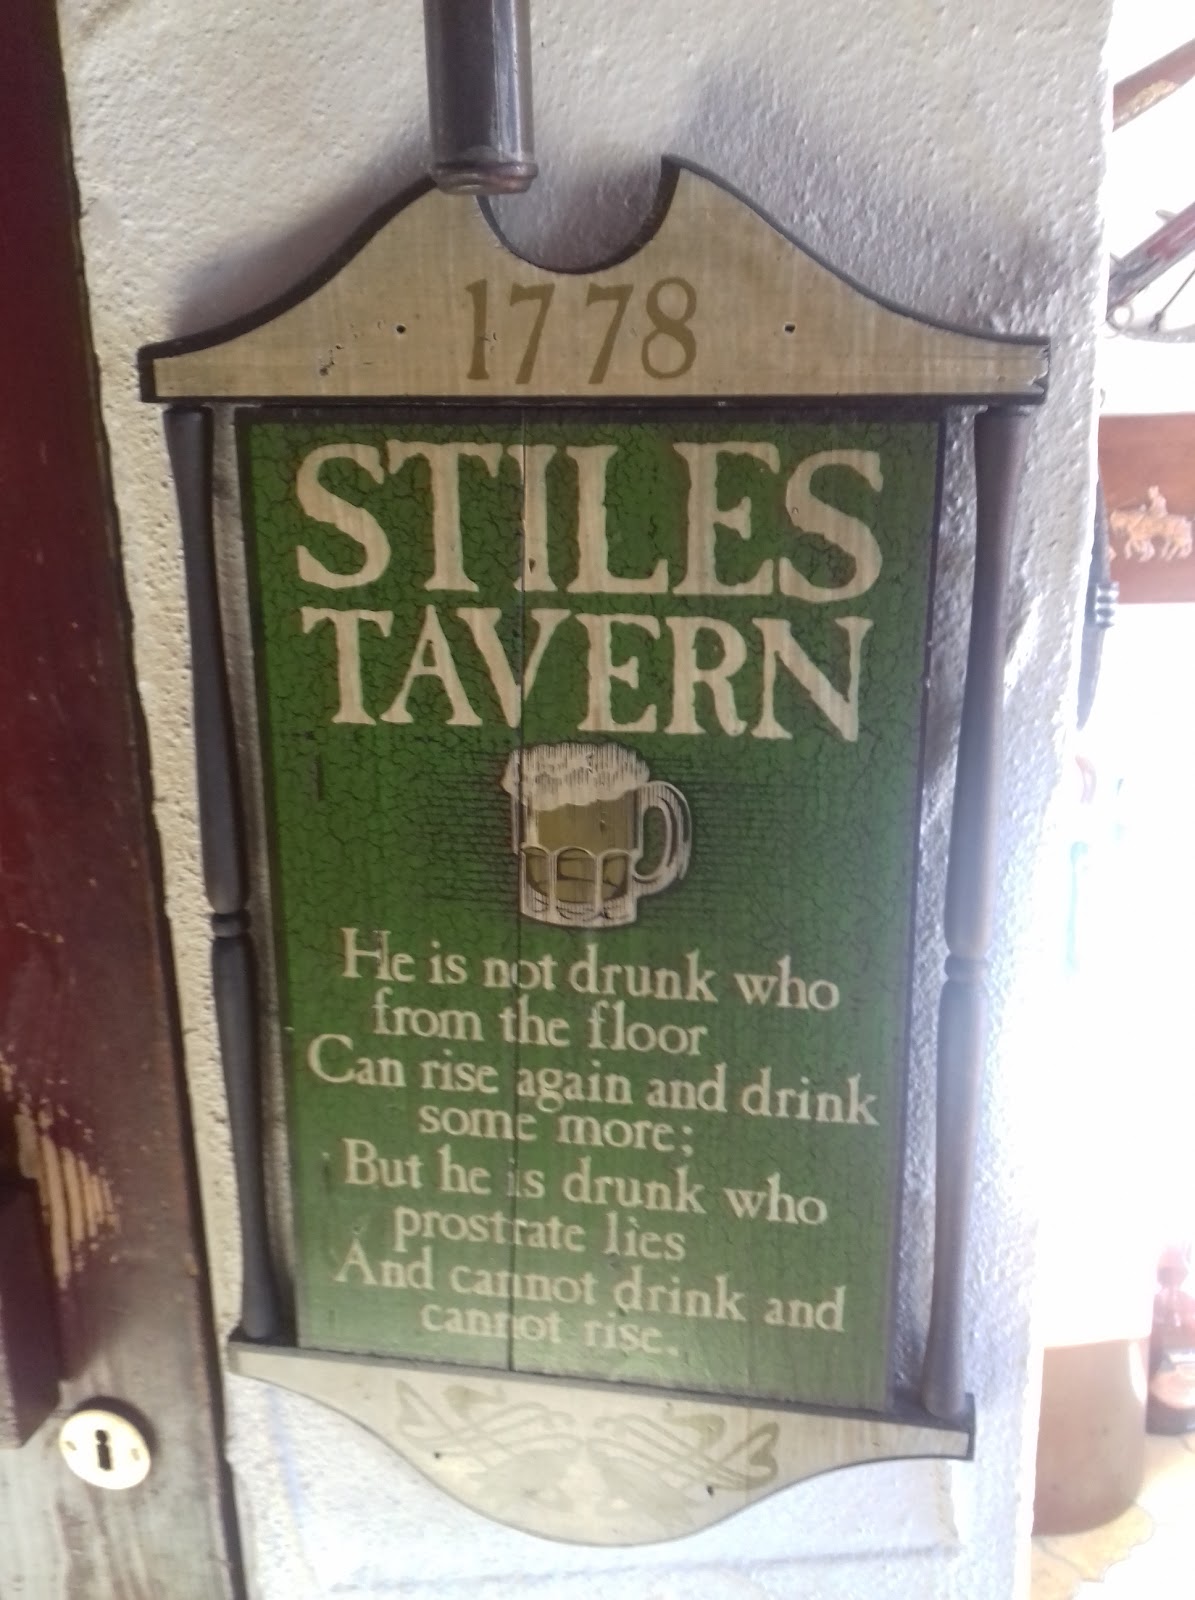 1778
STILES
TAVERN
He is not drunk who
from the floor
Can rise again and drink
some more;
But he is drunk who
prostrate lies
And cannot drink and
cannot rise.